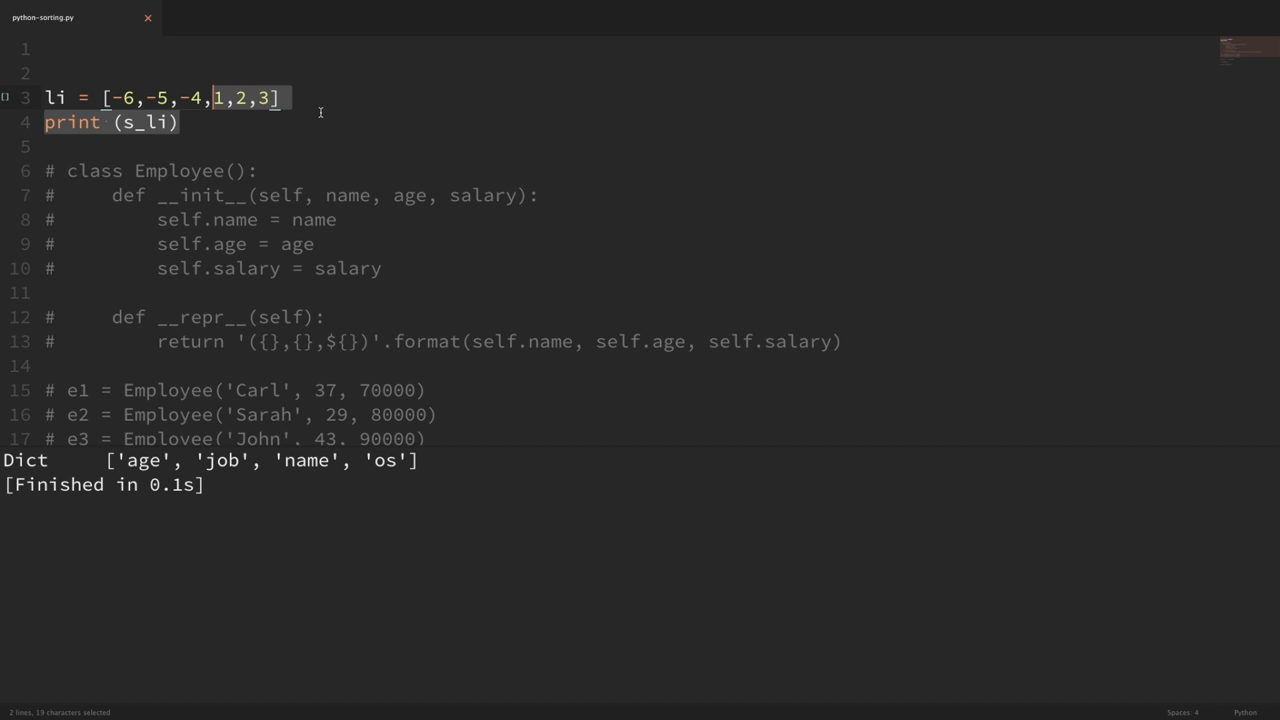 python-sorting.py
1
2
3 li = [-6,-5,-4,1,2,3]
4 print (s_li)
5
6 # class Employee():
7 #     def __init__(self, name, age, salary):
8 #         self.name = name
9 #         self.age = age
10 #         self.salary = salary
11
12 #     def __repr__(self):
13 #         return '({},{},${})'.format(self.name, self.age, self.salary)
14
15 # e1 = Employee('Carl', 37, 70000)
16 # e2 = Employee('Sarah', 29, 80000)
17 # e3 = Employee('John', 43, 90000)
Dict     ['age', 'job', 'name', 'os']
[Finished in 0.1s]
2 lines, 19 characters selected
Spaces: 4
Python